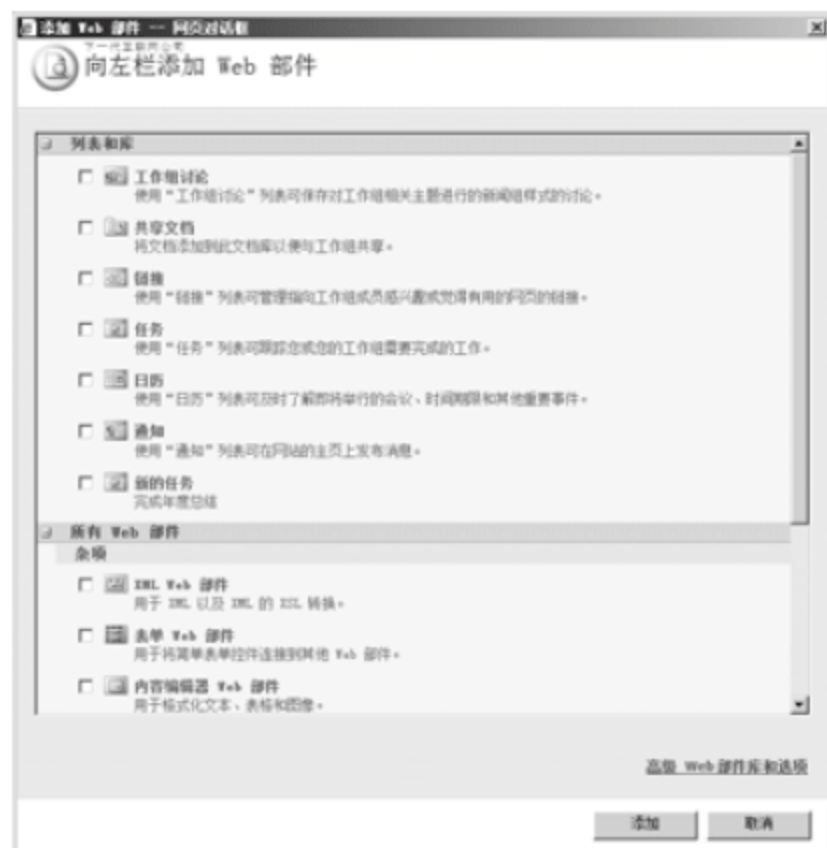 添加 Web 部件 -- 网页对话框
下一代互联网公司
向左栏添加 Web 部件
列表和库
工作组讨论
使用“工作组讨论”列表可保存对工作组相关主题进行的新闻组样式的讨论。
共享文档
将文档添加到此文档库以便与工作组共享。
链接
使用“链接”列表可管理指向工作组成员感兴趣或觉得有用的网页的链接。
任务
使用“任务”列表可跟踪您或您的工作组需要完成的工作。
日历
使用“日历”列表可及时了解即将举行的会议、时间期限和其他重要事件。
通知
使用“通知”列表可在网站的主页上发布消息。
新的任务
完成年度总结
所有 Web 部件
杂项
XML Web 部件
用于 XML 以及 XML 的 XSL 转换。
表单 Web 部件
用于将简单表单控件连接到其他 Web 部件。
内容编辑器 Web 部件
用于格式化文本、表格和图像。
高级 Web 部件库和选项
添加 取消